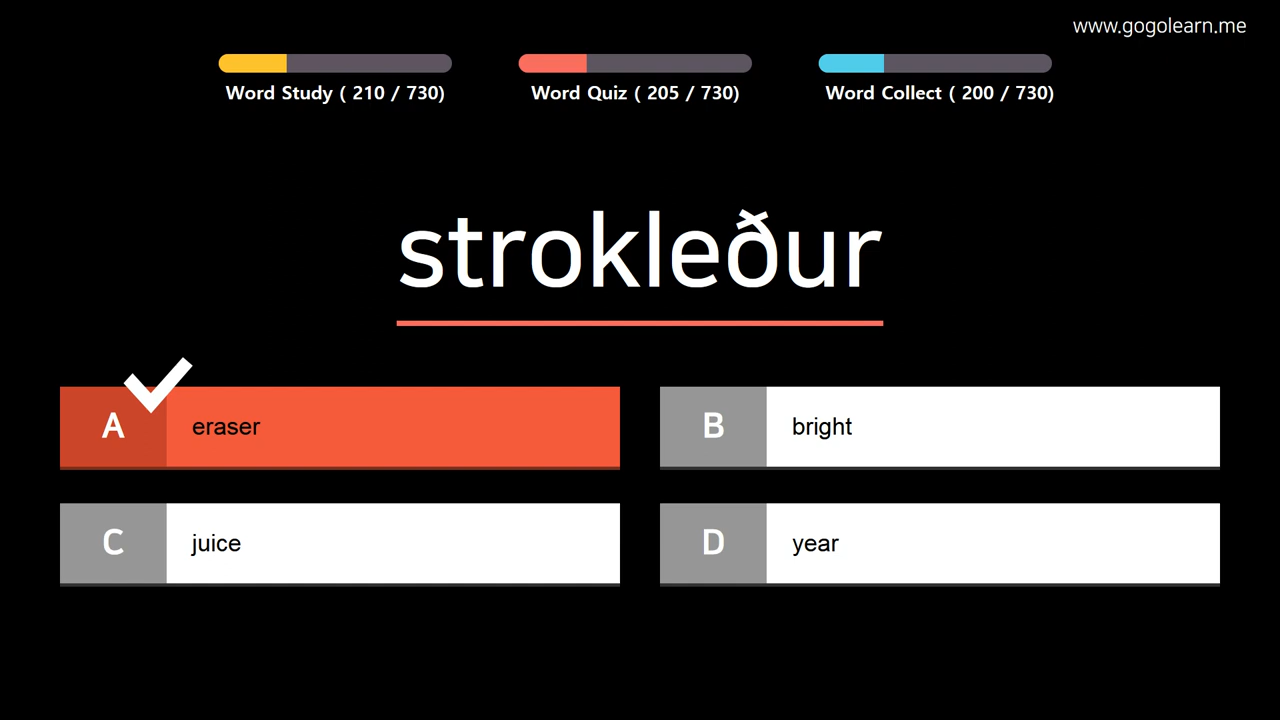 www.gogolearn.me
Word Study ( 210 / 730)
Word Quiz ( 205 / 730)
Word Collect ( 200 / 730)
strokleður
A eraser
B bright
C juice
D year